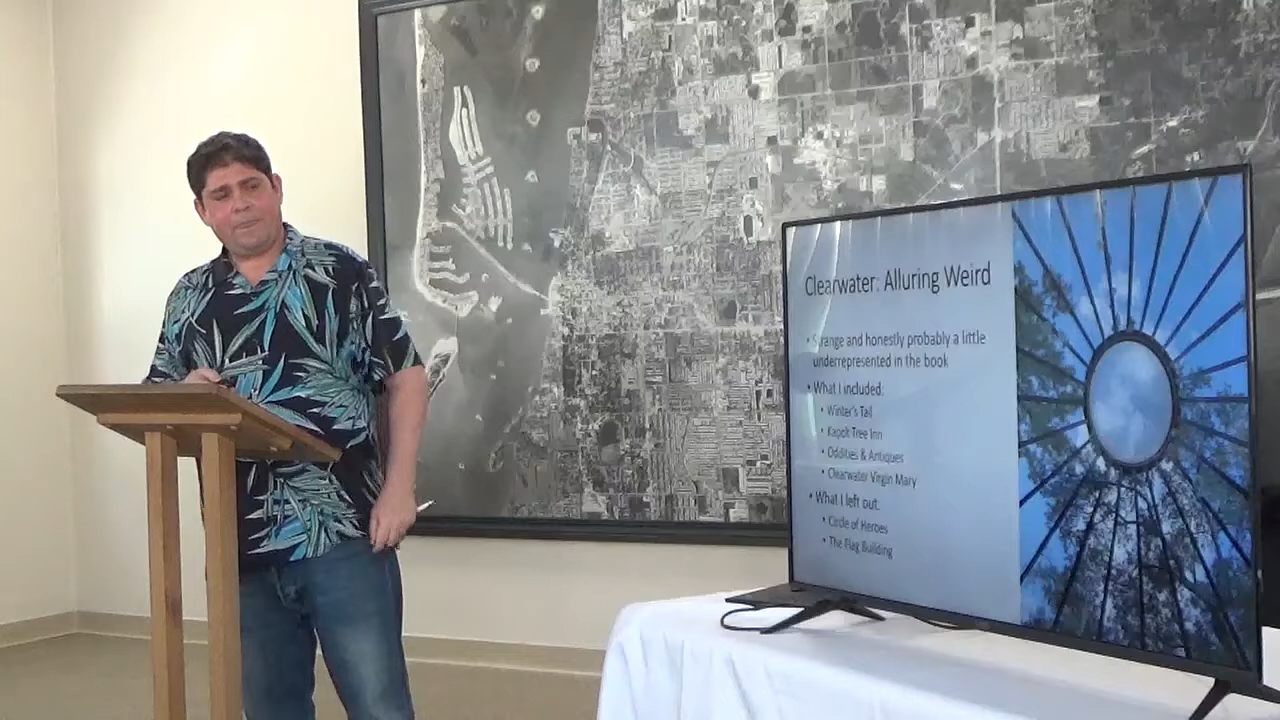 Clearwater: Alluring Weird
• Strange and honestly probably a little
underrepresented in the book
• What I included:
• Winter's Tail
• Kapok Tree Inn
• Oddities & Antiques
• Clearwater Virgin Mary
• What I left out:
• Circle of Heroes
• The Flag Building